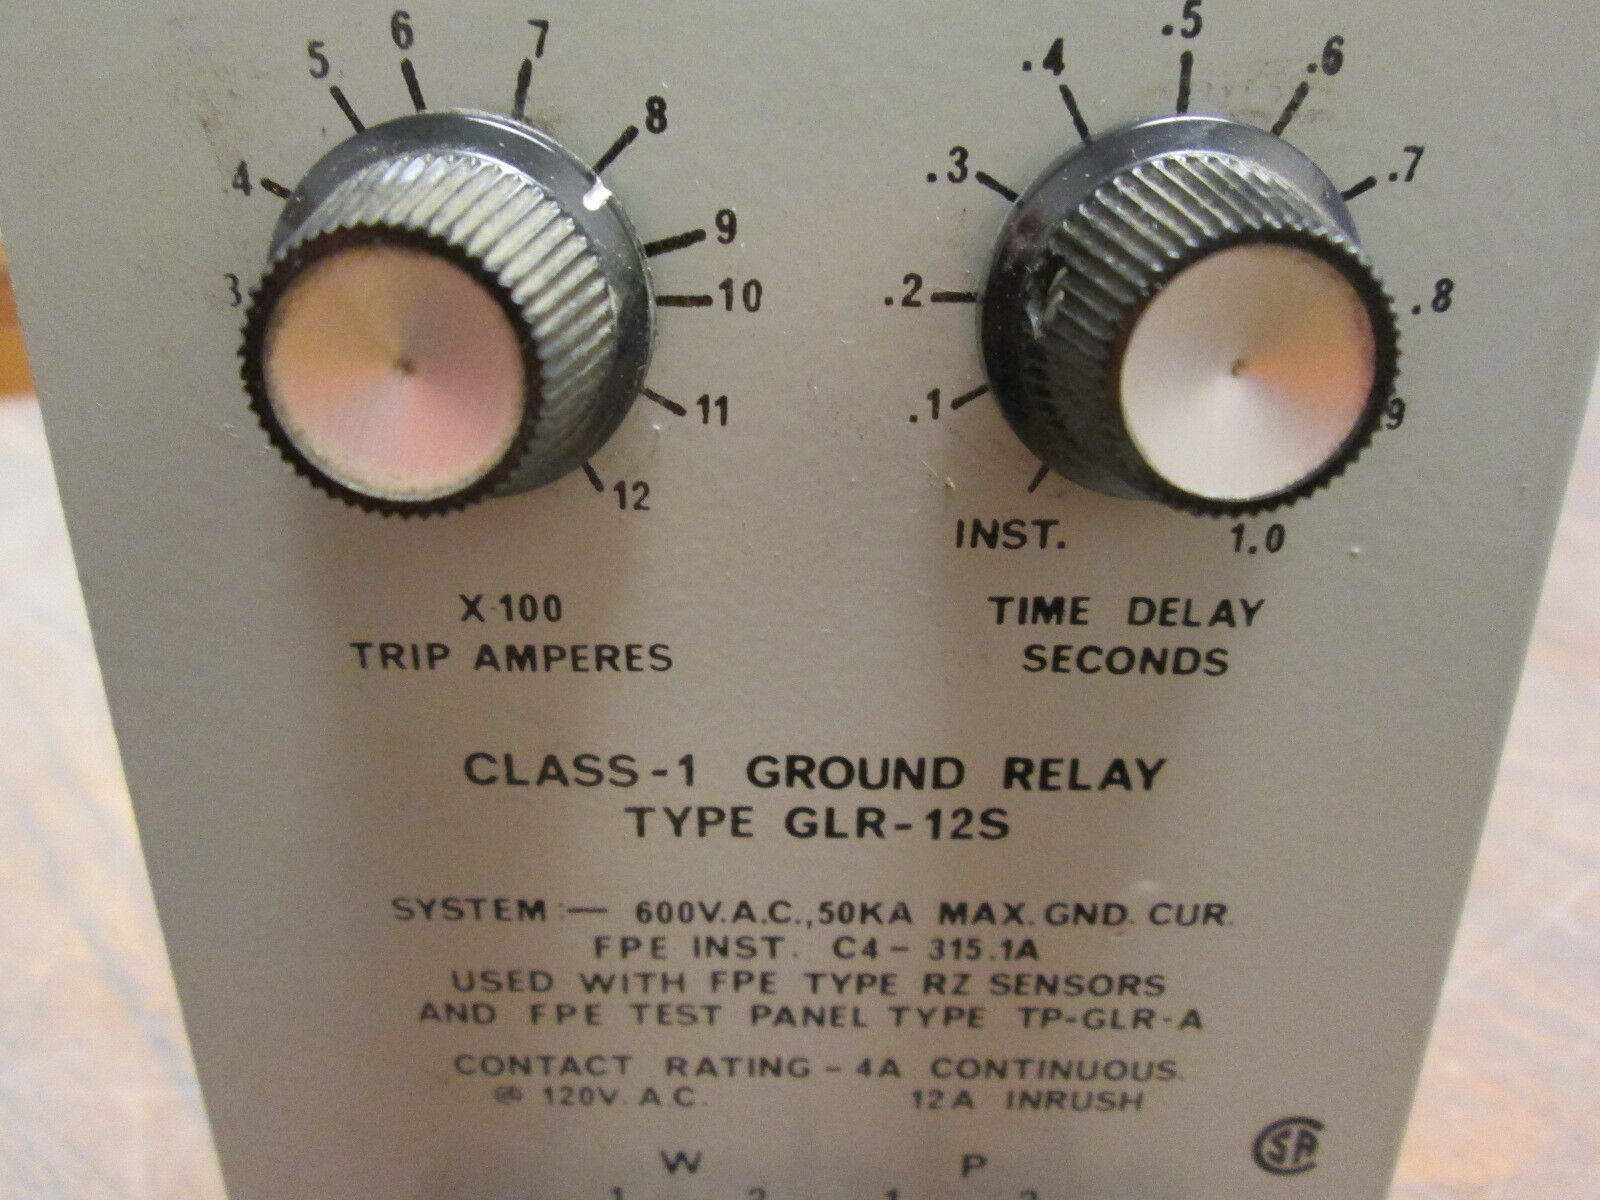 5 6 7 8 9 10 11 12 4 3
.4 .5 .6 .7 .8 9 1.0 .3 .2 .1 INST.
X-100
TRIP AMPERES
TIME DELAY
SECONDS
CLASS-1 GROUND RELAY
TYPE GLR-12S
SYSTEM:— 600V.A.C.,50KA MAX. GND. CUR.
FPE INST. C4-315.1A
USED WITH FPE TYPE RZ SENSORS
AND FPE TEST PANEL TYPE TP-GLR-A
CONTACT RATING - 4A CONTINUOUS.
@ 120V. A.C. 12A INRUSH
SA
W P